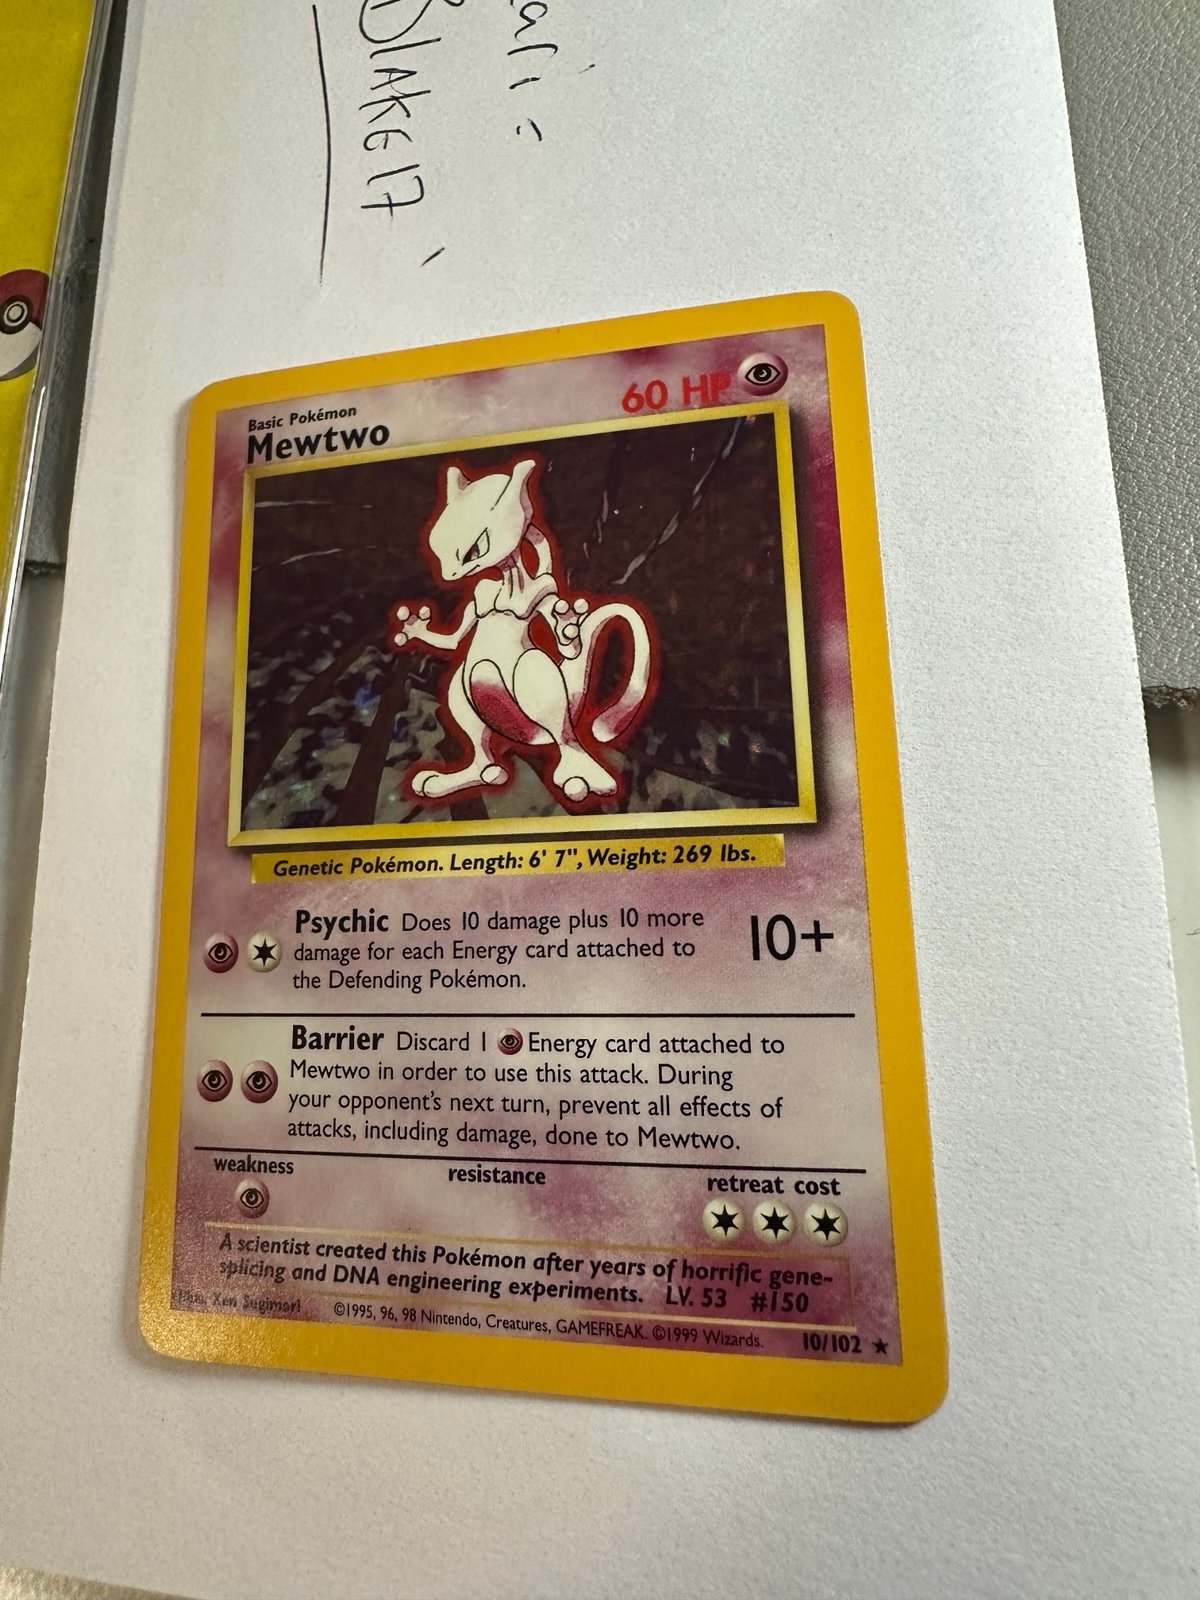 BLAKE17
Basic Pokémon
Mewtwo
60 HP
Genetic Pokémon. Length: 6' 7", Weight: 269 lbs.
Psychic Does 10 damage plus 10 more
damage for each Energy card attached to
the Defending Pokémon.
10+
Barrier Discard 1 Energy card attached to
Mewtwo in order to use this attack. During
your opponent's next turn, prevent all effects of
attacks, including damage, done to Mewtwo.
weakness
resistance
retreat cost
A scientist created this Pokémon after years of horrific gene-
splicing and DNA engineering experiments. LV. 53 #150
Illus. Ken Sugimori
©1995, 96, 98 Nintendo, Creatures, GAMEFREAK. ©1999 Wizards.
10/102 ★